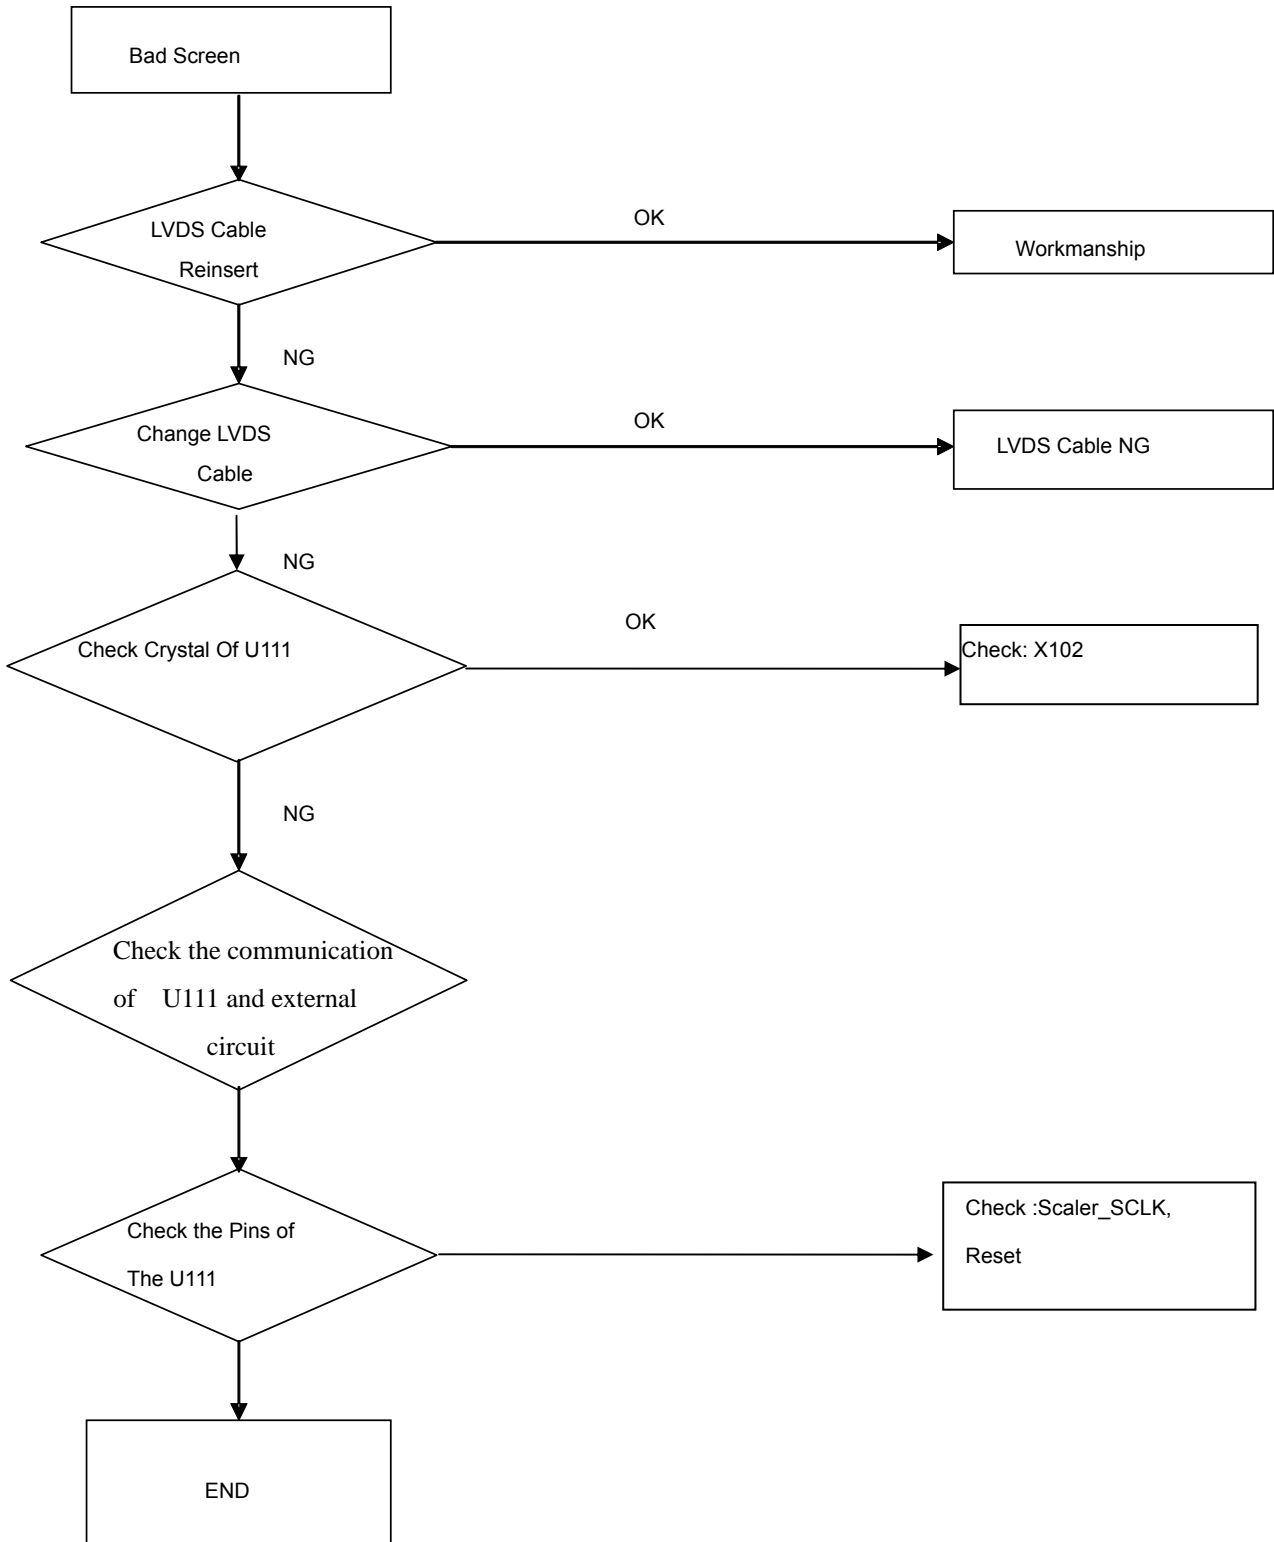 Bad Screen
LVDS Cable
Reinsert
OK
Workmanship
NG
Change LVDS
Cable
OK
LVDS Cable NG
NG
Check Crystal Of U111
OK
Check: X102
NG
Check the communication
of U111 and external
circuit
Check the Pins of
The U111
Check :Scaler_SCLK,
Reset
END